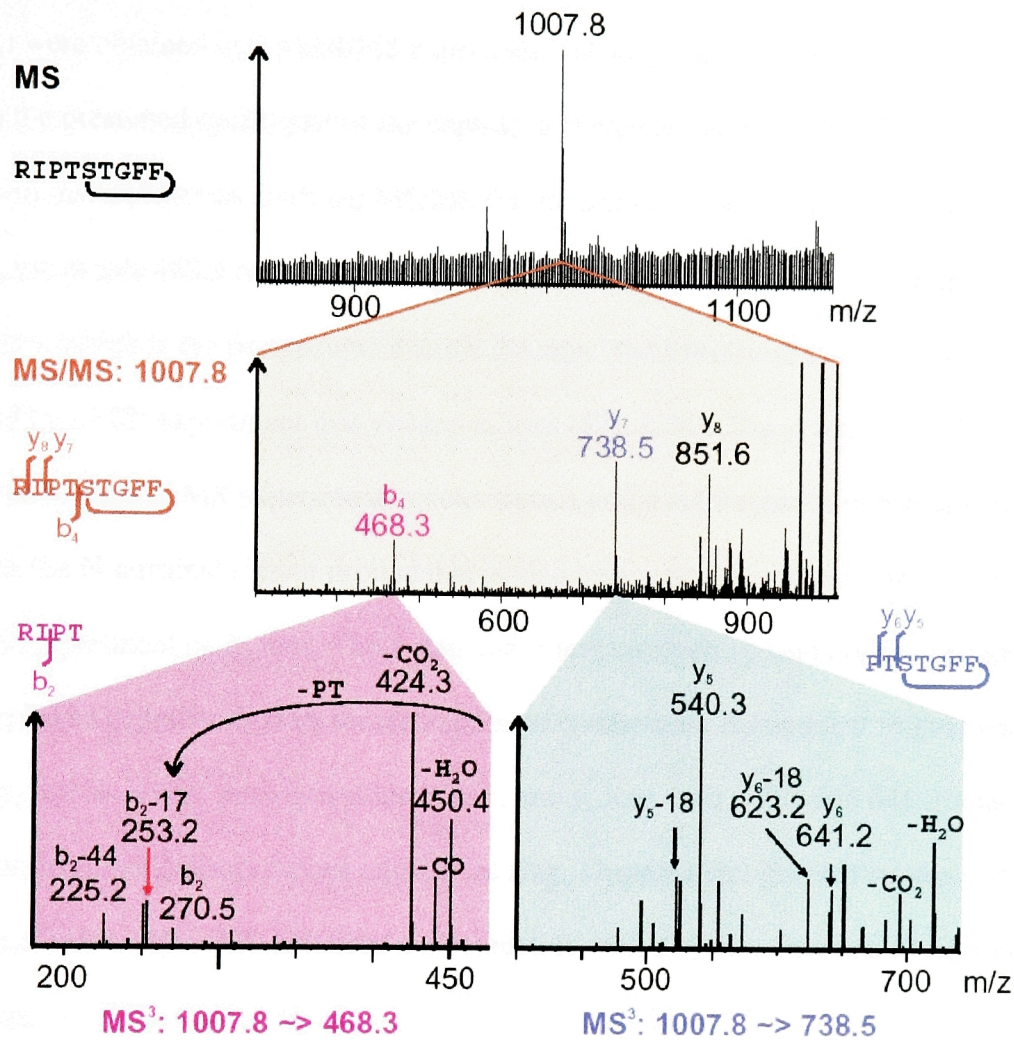 1007.8
MS
RIPTSTGFF
900
1100
m/z
MS/MS: 1007.8
y7
738.5
y8
851.6
y8 y7
RIPTSTGFF
b4
b4
468.3
600
900
RIPT
b2
-CO2
424.3
-PT
-H2O
450.4
b2-17
253.2
-CO
b2-44
225.2
b2
270.5
200
450
MS3: 1007.8 ~> 468.3
y6 y5
PTSTGFF
y5
540.3
y5-18
y6-18
623.2
y6
641.2
-H2O
-CO2
500
700
m/z
MS3: 1007.8 ~> 738.5